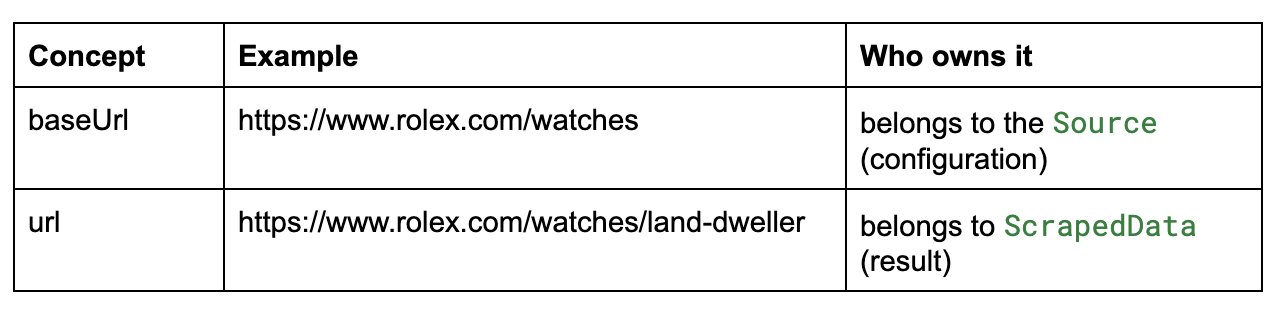 Concept Example Who owns it
baseUrl https://www.rolex.com/watches belongs to the Source
(configuration)
url https://www.rolex.com/watches/land-dweller belongs to ScrapedData
(result)